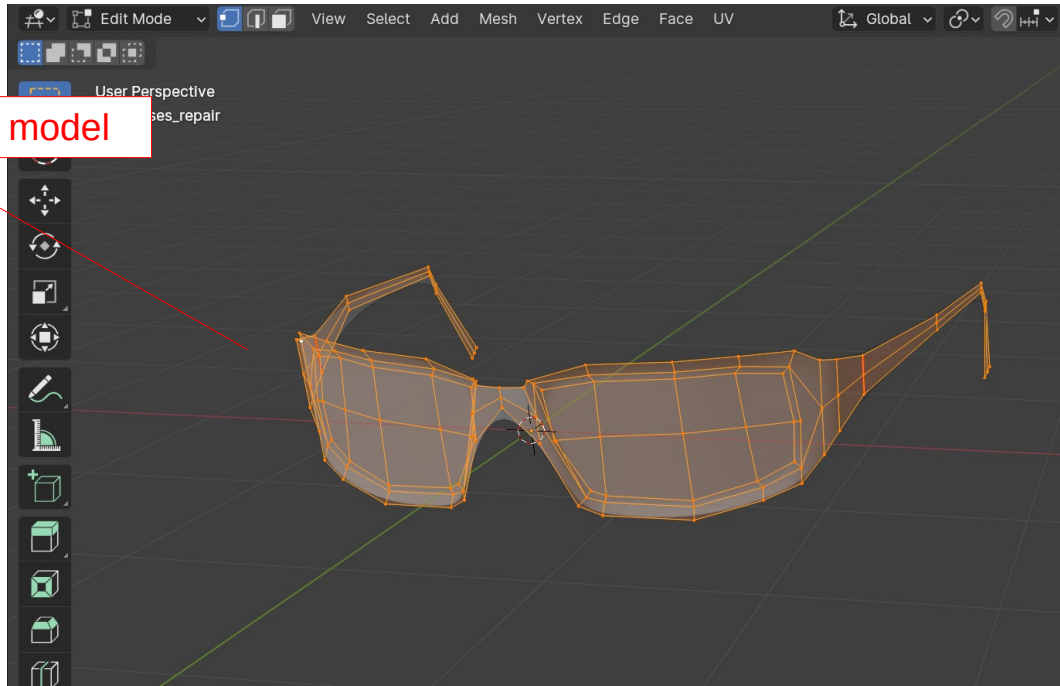 Edit Mode View Select Add Mesh Vertex Edge Face UV Global
User Perspective
ses_repair
model